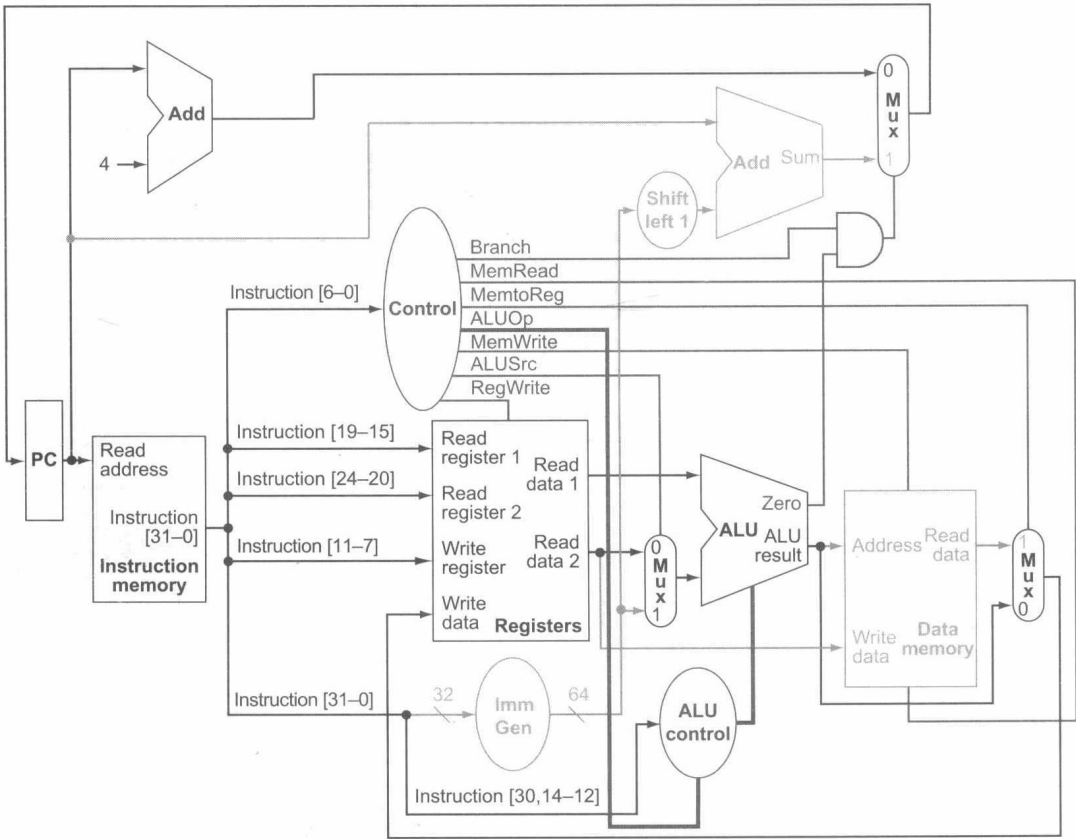 0
Mux
1
Add
4
Add Sum
Shift
left 1
Branch
MemRead
MemtoReg
ALUOp
MemWrite
ALUSrc
RegWrite
Control
Instruction [6–0]
Instruction [19–15]
Instruction [24–20]
Instruction [11–7]
Instruction [31–0]
Instruction [30,14–12]
PC
Read
address
Instruction
[31–0]
Instruction
memory
Read
register 1
Read
register 2
Write
register
Write
data
Read
data 1
Read
data 2
Registers
0
Mux
1
Zero
ALU
ALU
result
Address
Read
data
Write
data
Data
memory
1
Mux
0
32
Imm
Gen
64
ALU
control